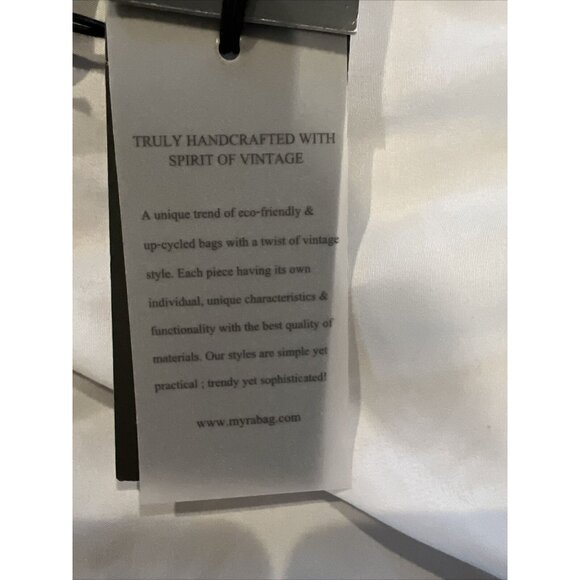 TRULY HANDCRAFTED WITH
SPIRIT OF VINTAGE
A unique trend of eco-friendly &
up-cycled bags with a twist of vintage
style. Each piece having its own
individual, unique characteristics &
functionality with the best quality of
materials. Our styles are simple yet
practical ; trendy yet sophisticated!
www.myrabag.com